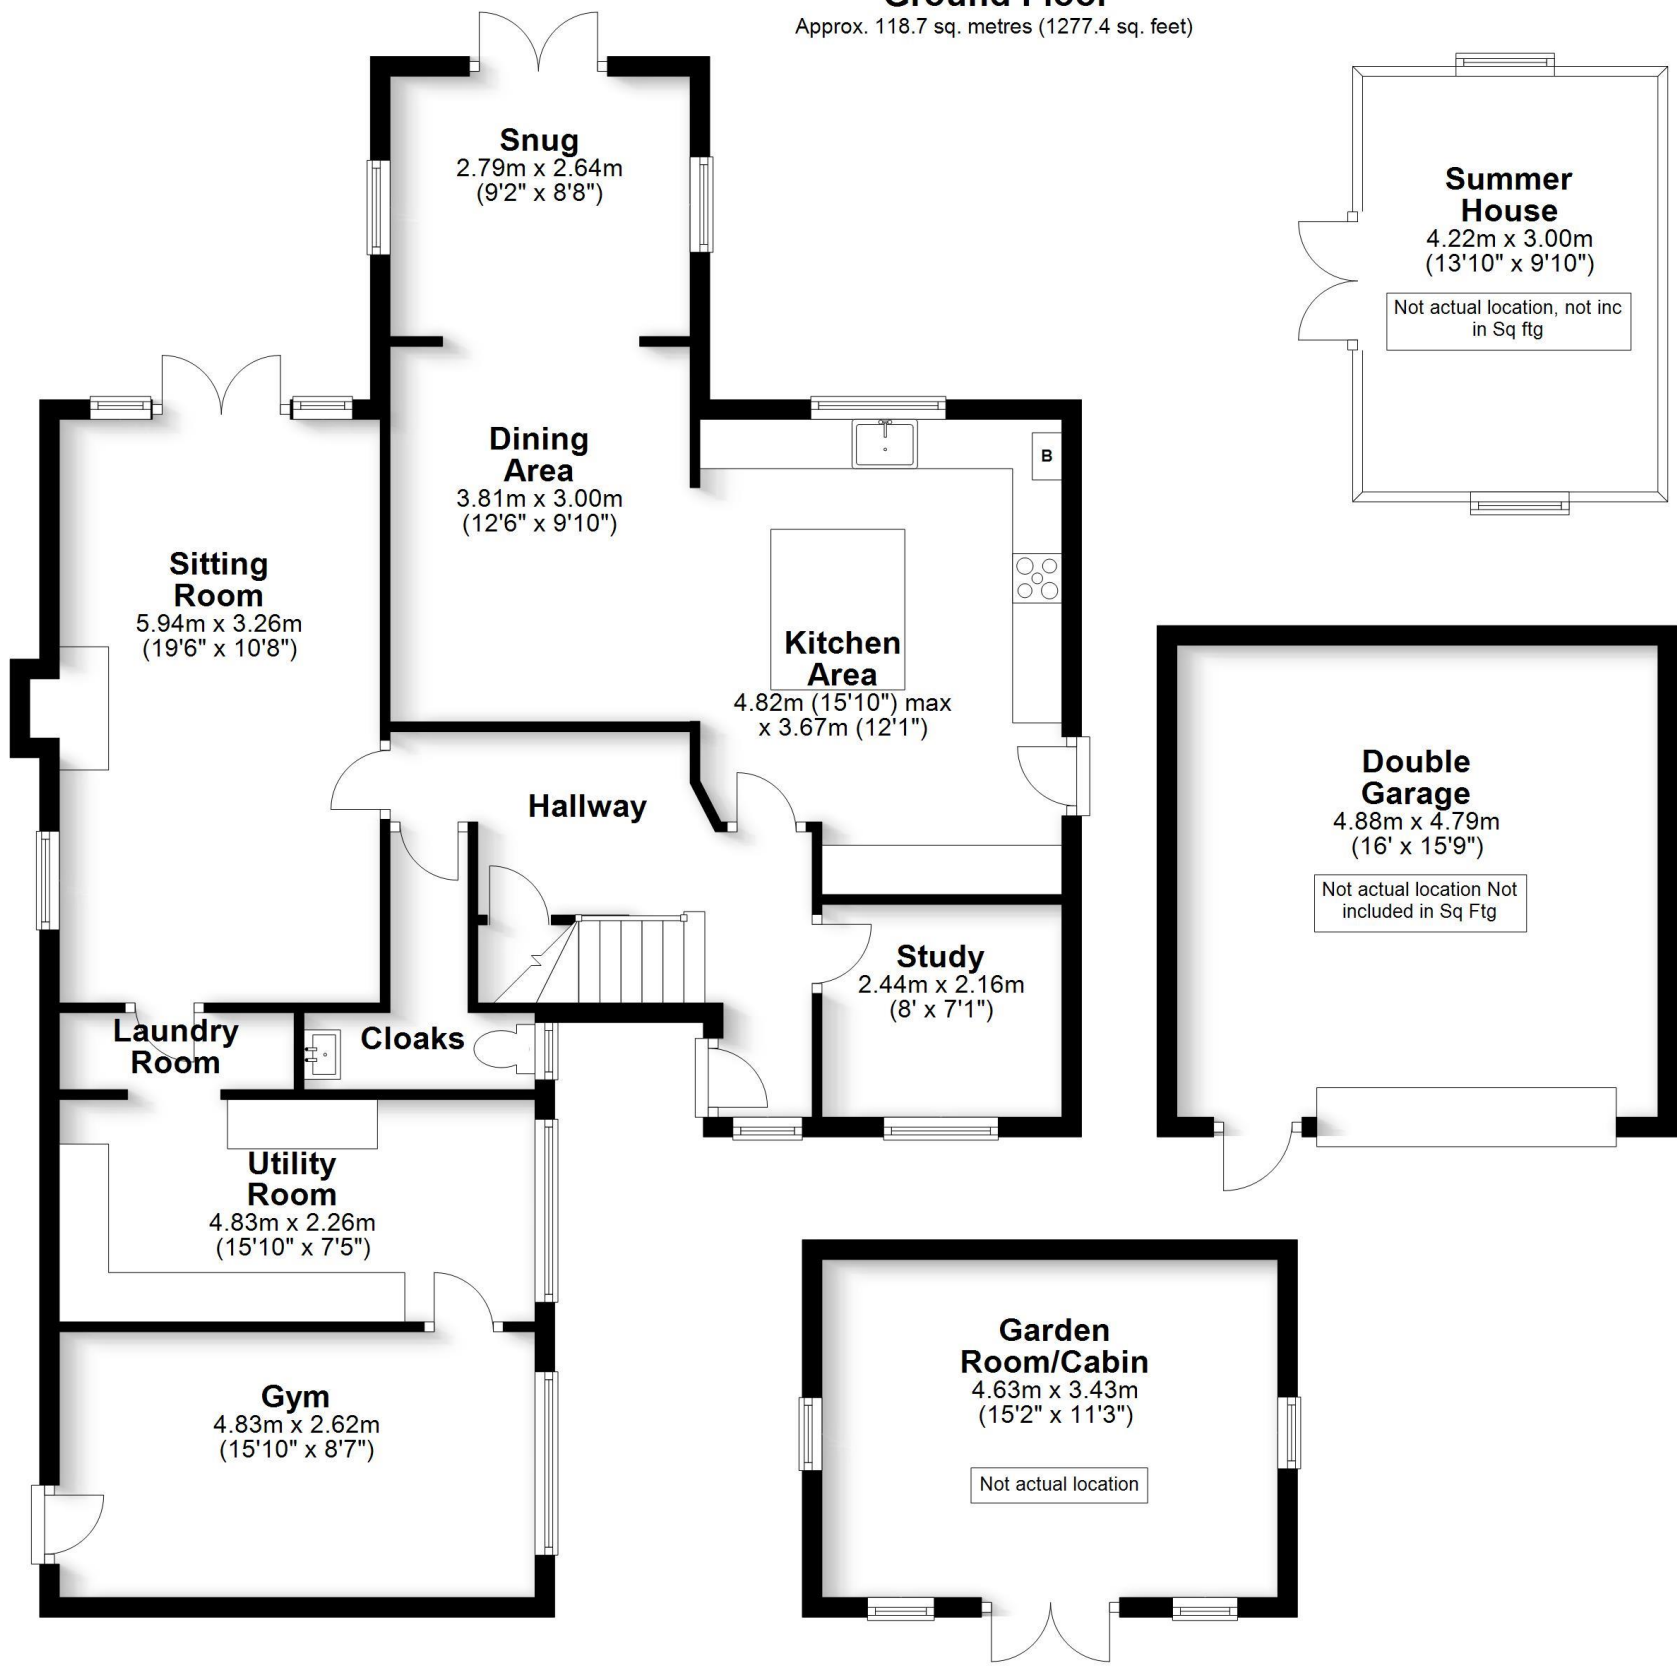 Ground Floor
Approx. 118.7 sq. metres (1277.4 sq. feet)
Snug
2.79m x 2.64m
(9'2" x 8'8")
Summer
House
4.22m x 3.00m
(13'10" x 9'10")
Not actual location, not inc
in Sq ftg
Dining
Area
3.81m x 3.00m
(12'6" x 9'10")
B
Sitting
Room
5.94m x 3.26m
(19'6" x 10'8")
Kitchen
Area
4.82m (15'10") max
x 3.67m (12'1")
Double
Garage
4.88m x 4.79m
(16' x 15'9")
Not actual location Not
included in Sq Ftg
Hallway
Study
2.44m x 2.16m
(8' x 7'1")
Laundry
Room
Cloaks
Utility
Room
4.83m x 2.26m
(15'10" x 7'5")
Gym
4.83m x 2.62m
(15'10" x 8'7")
Garden
Room/Cabin
4.63m x 3.43m
(15'2" x 11'3")
Not actual location